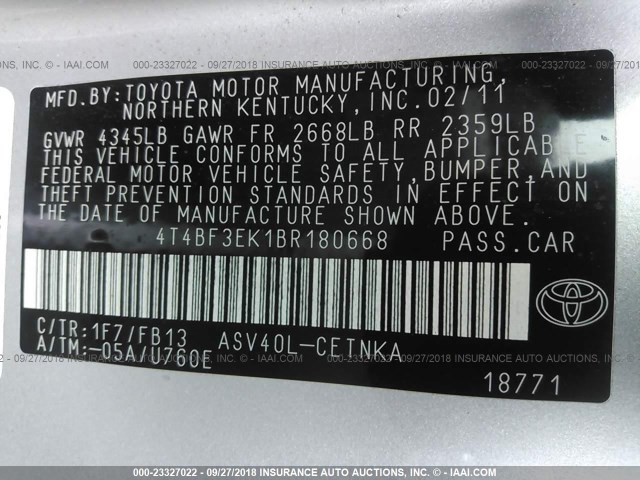 000-23327022 - 09/27/2018 - INSURANCE AUTO AUCTIONS © - IAAI.COM
MFD.BY:TOYOTA MOTOR MANUFACTURING,
NORTHERN KENTUCKY,INC.02/11
GVWR 4345LB GAWR FR 2668LB RR 2359LB
THIS VEHICLE CONFORMS TO ALL APPLICABLE
FEDERAL MOTOR VEHICLE SAFETY,BUMPER,AND
THEFT PREVENTION STANDARDS IN EFFECT ON
THE DATE OF MANUFACTURE SHOWN ABOVE.
4T4BF3EK1BR180668 PASS.CAR
C/TR:1F7/FB13 ASV40L-CETNKA
A/TM:-05A/U760E
18771
000-23327022 - 09/27/2018 - INSURANCE AUTO AUCTIONS © - IAAI.COM